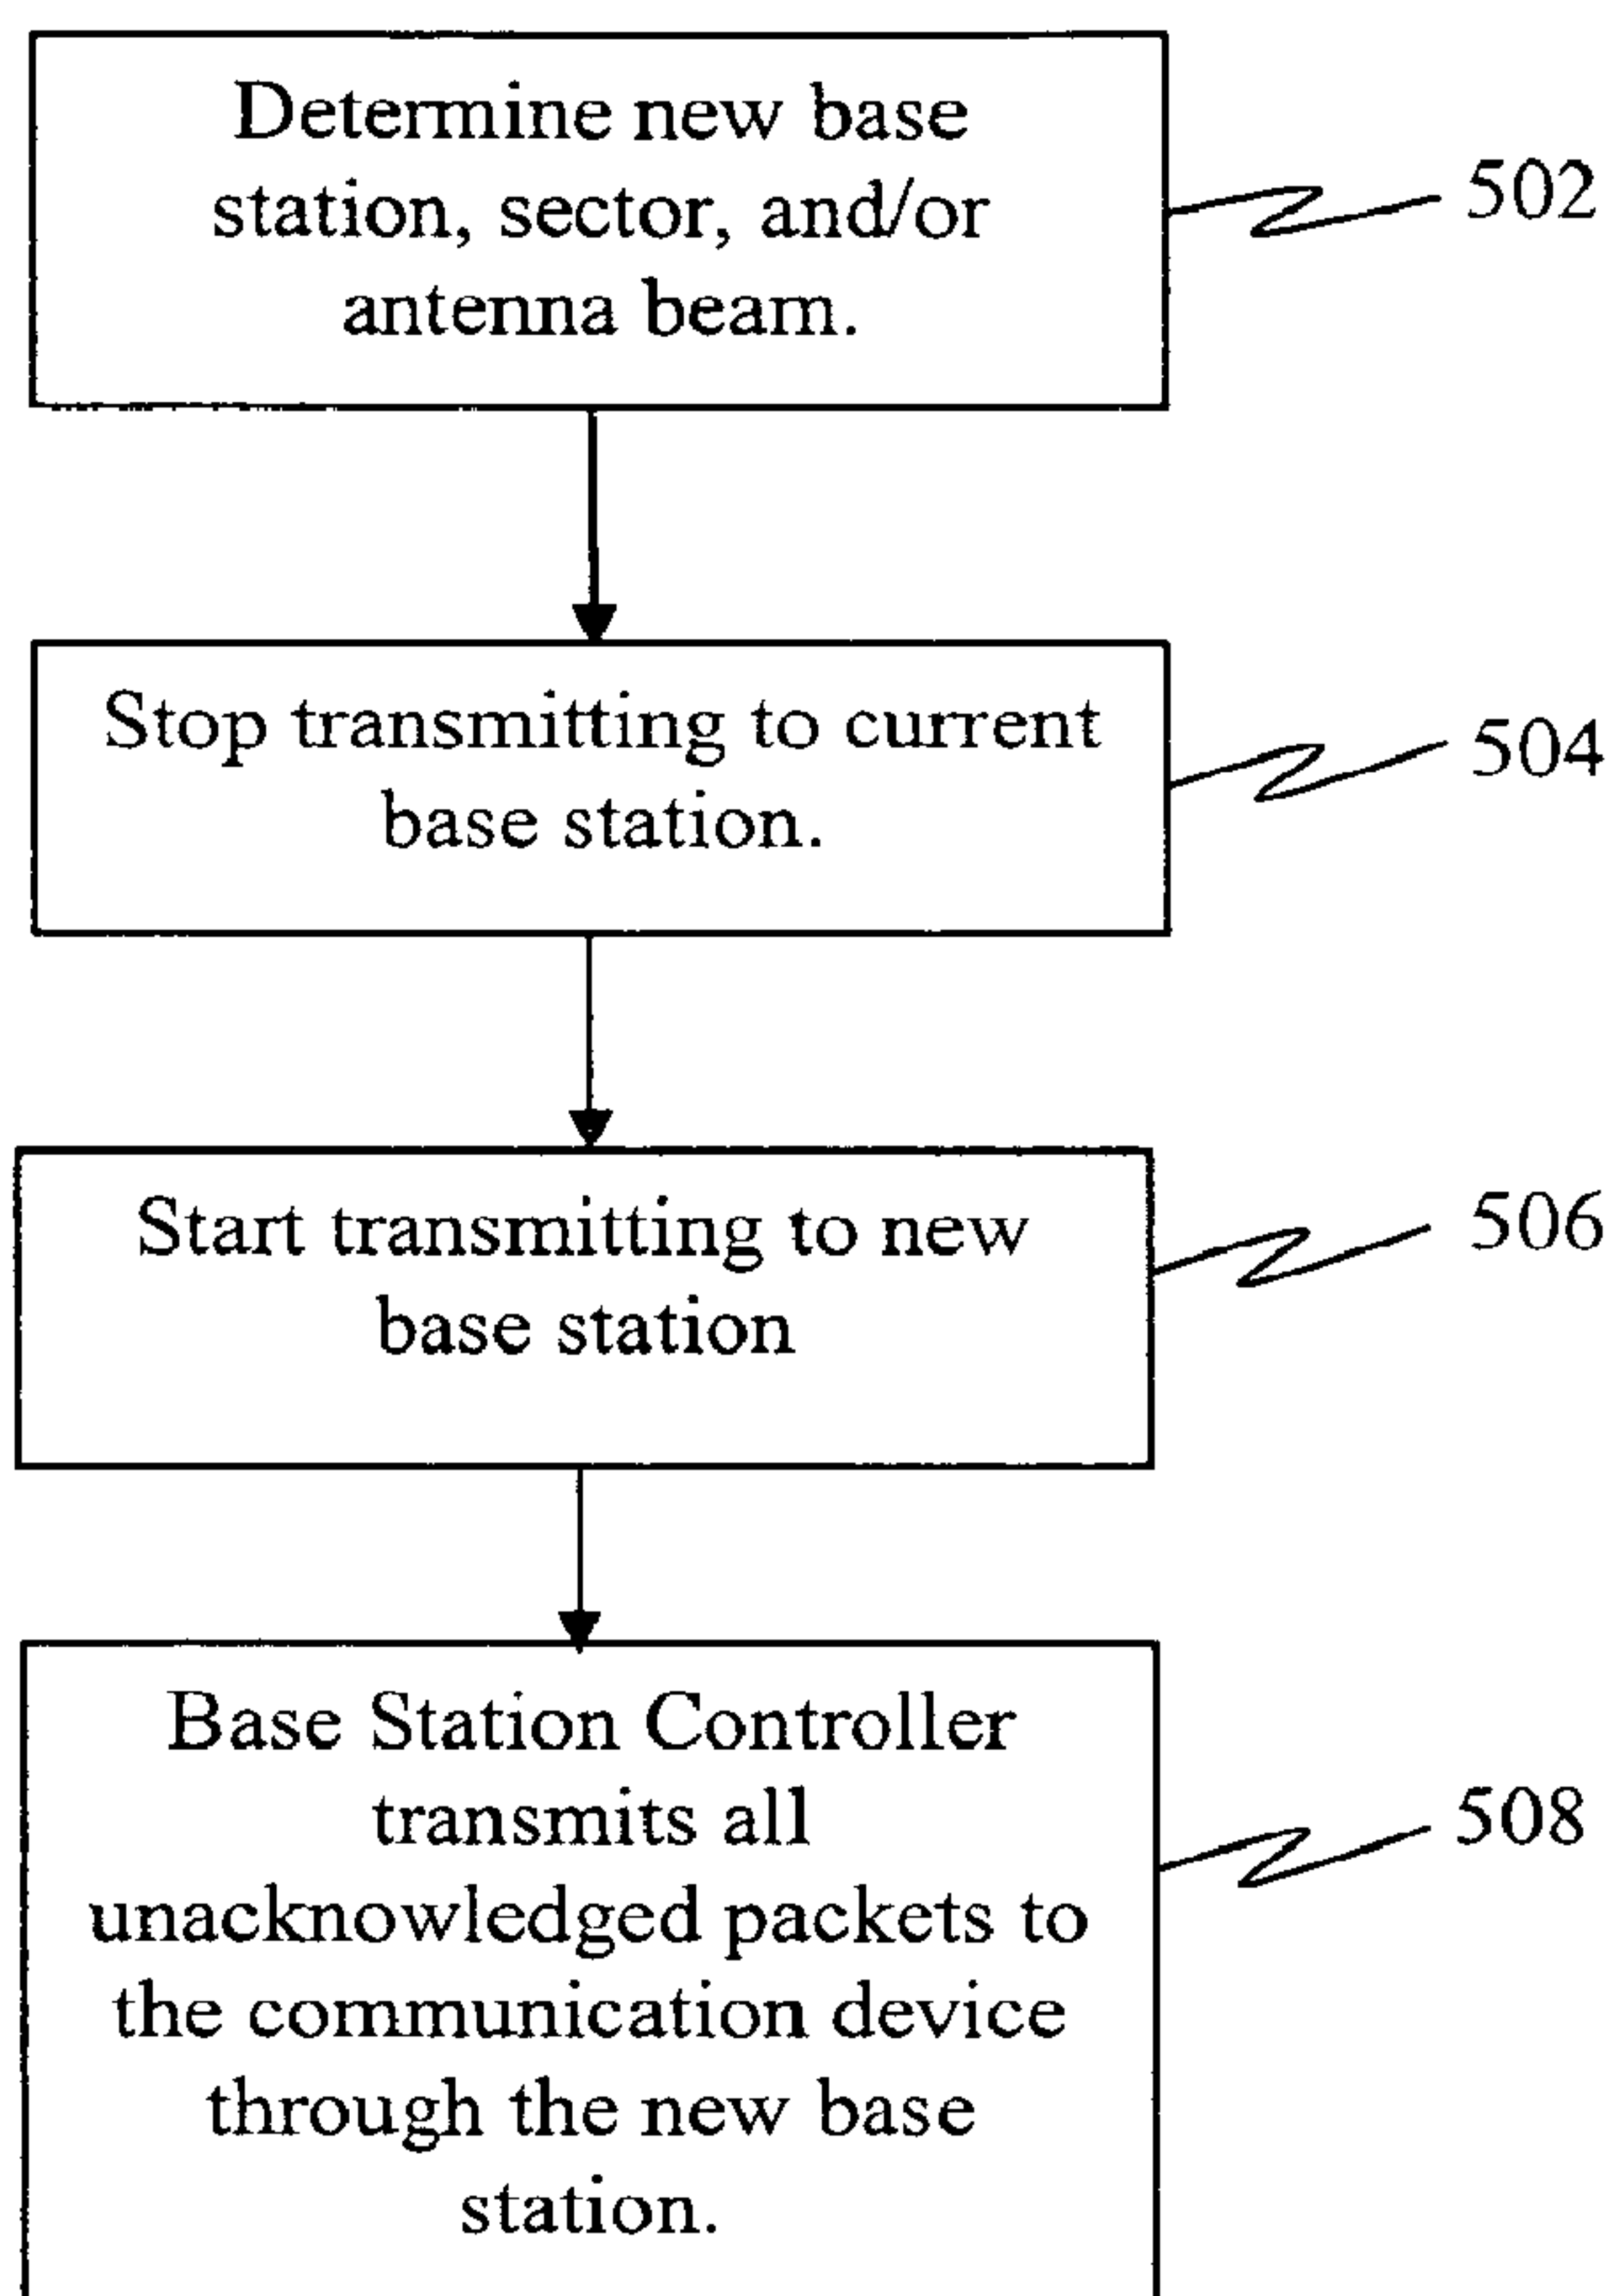 Determine new base
station, sector, and/or
antenna beam.
502
Stop transmitting to current
base station.
504
Start transmitting to new
base station
506
Base Station Controller
transmits all
unacknowledged packets to
the communication device
through the new base
station.
508